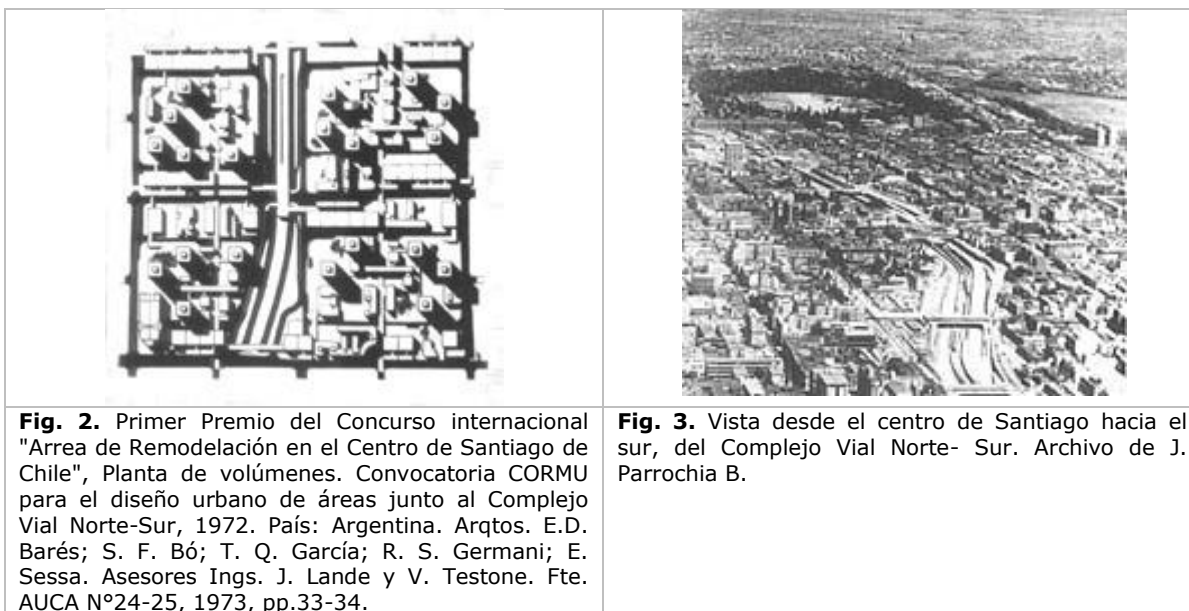 Fig. 2. Primer Premio del Concurso internacional
"Arrea de Remodelación en el Centro de Santiago de
Chile", Planta de volúmenes. Convocatoria CORMU
para el diseño urbano de áreas junto al Complejo
Vial Norte-Sur, 1972. País: Argentina. Arqtos. E.D.
Barés; S. F. Bó; T. Q. García; R. S. Germani; E.
Sessa. Asesores Ings. J. Lande y V. Testone. Fte.
AUCA N°24-25, 1973, pp.33-34.
Fig. 3. Vista desde el centro de Santiago hacia el
sur, del Complejo Vial Norte- Sur. Archivo de J.
Parrochia B.